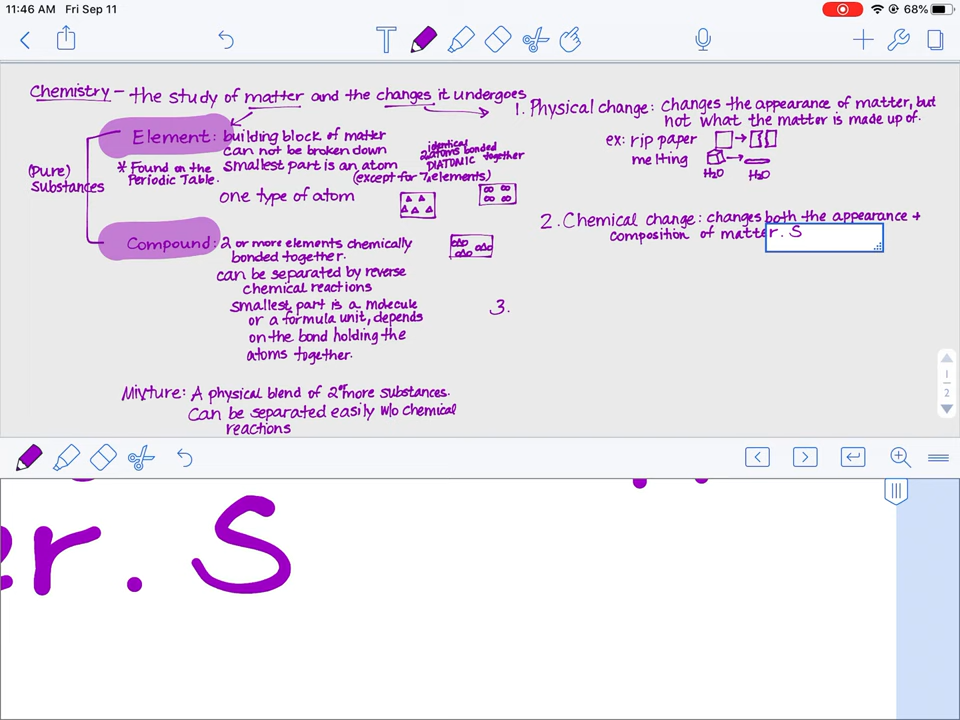 11:46 AM Fri Sep 11
68%
T
Chemistry - the study of matter and the changes it undergoes
Element: building block of matter
can not be broken down
smallest part is an atom
(except for 7 elements)
identical
2 atoms bonded together
DIATONIC
* Found on the
Periodic Table.
one type of atom
(Pure)
Substances
Compound: 2 or more elements chemically
bonded together.
can be separated by reverse
chemical reactions
smallest part is a molecule
or a formula unit, depends
on the bond holding the
atoms together.
Mixture: A physical blend of 2 or more substances.
Can be separated easily w/o chemical
reactions
1. Physical change: changes the appearance of matter, but
not what the matter is made up of.
ex: rip paper
melting
H2O H2O
2. Chemical change: changes both the appearance +
composition of matter. S
3.
1
2
er. S